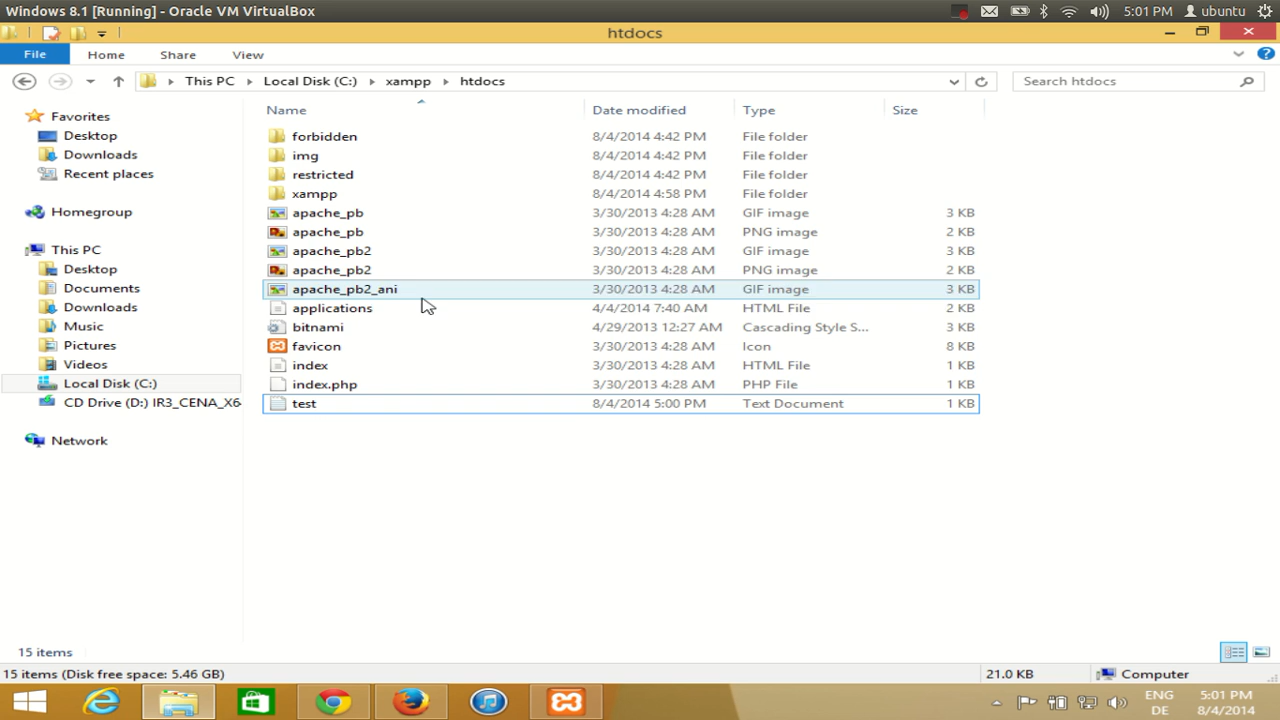 Windows 8.1 [Running] - Oracle VM VirtualBox
5:01 PM ubuntu
htdocs
File Home Share View
This PC Local Disk (C:) xampp htdocs
Search htdocs
Name Date modified Type Size
Favorites
Desktop
Downloads
Recent places
Homegroup
This PC
Desktop
Documents
Downloads
Music
Pictures
Videos
Local Disk (C:)
CD Drive (D:) IR3_CENA_X6
Network
forbidden 8/4/2014 4:42 PM File folder
img 8/4/2014 4:42 PM File folder
restricted 8/4/2014 4:42 PM File folder
xampp 8/4/2014 4:58 PM File folder
apache_pb 3/30/2013 4:28 AM GIF image 3 KB
apache_pb 3/30/2013 4:28 AM PNG image 2 KB
apache_pb2 3/30/2013 4:28 AM GIF image 3 KB
apache_pb2 3/30/2013 4:28 AM PNG image 2 KB
apache_pb2_ani 3/30/2013 4:28 AM GIF image 3 KB
applications 4/4/2014 7:40 AM HTML File 2 KB
bitnami 4/29/2013 12:27 AM Cascading Style S... 3 KB
favicon 3/30/2013 4:28 AM Icon 8 KB
index 3/30/2013 4:28 AM HTML File 1 KB
index.php 3/30/2013 4:28 AM PHP File 1 KB
test 8/4/2014 5:00 PM Text Document 1 KB
15 items
15 items (Disk free space: 5.46 GB) 21.0 KB Computer
ENG 5:01 PM
DE 8/4/2014